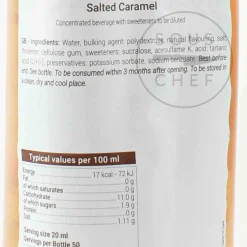 Salted Caramel
Concentrated beverage with sweeteners to be diluted
SOUS
CHEF
GB - Ingredients: Water, bulking agent: polydextrose, natural flavouring, salt,
thickener: cellulose gum, sweeteners: sucralose, acesulfame K, acid: tartaric
acid (L(+)-), preservatives: potassium sorbate, sodium benzoate. Best before
end: See bottle. To be consumed within 3 months after opening. To be stored in
a clean, dry and cool place.
Typical values per 100 ml
Energy 17 kcal - 72 kJ
Fat 0 g
of which saturates 0 g
Carbohydrate 11.0 g
of which sugars 1.9 g
Protein 0 g
Salt 1.11 g
Serving size 20 ml
Servings per Bottle 50